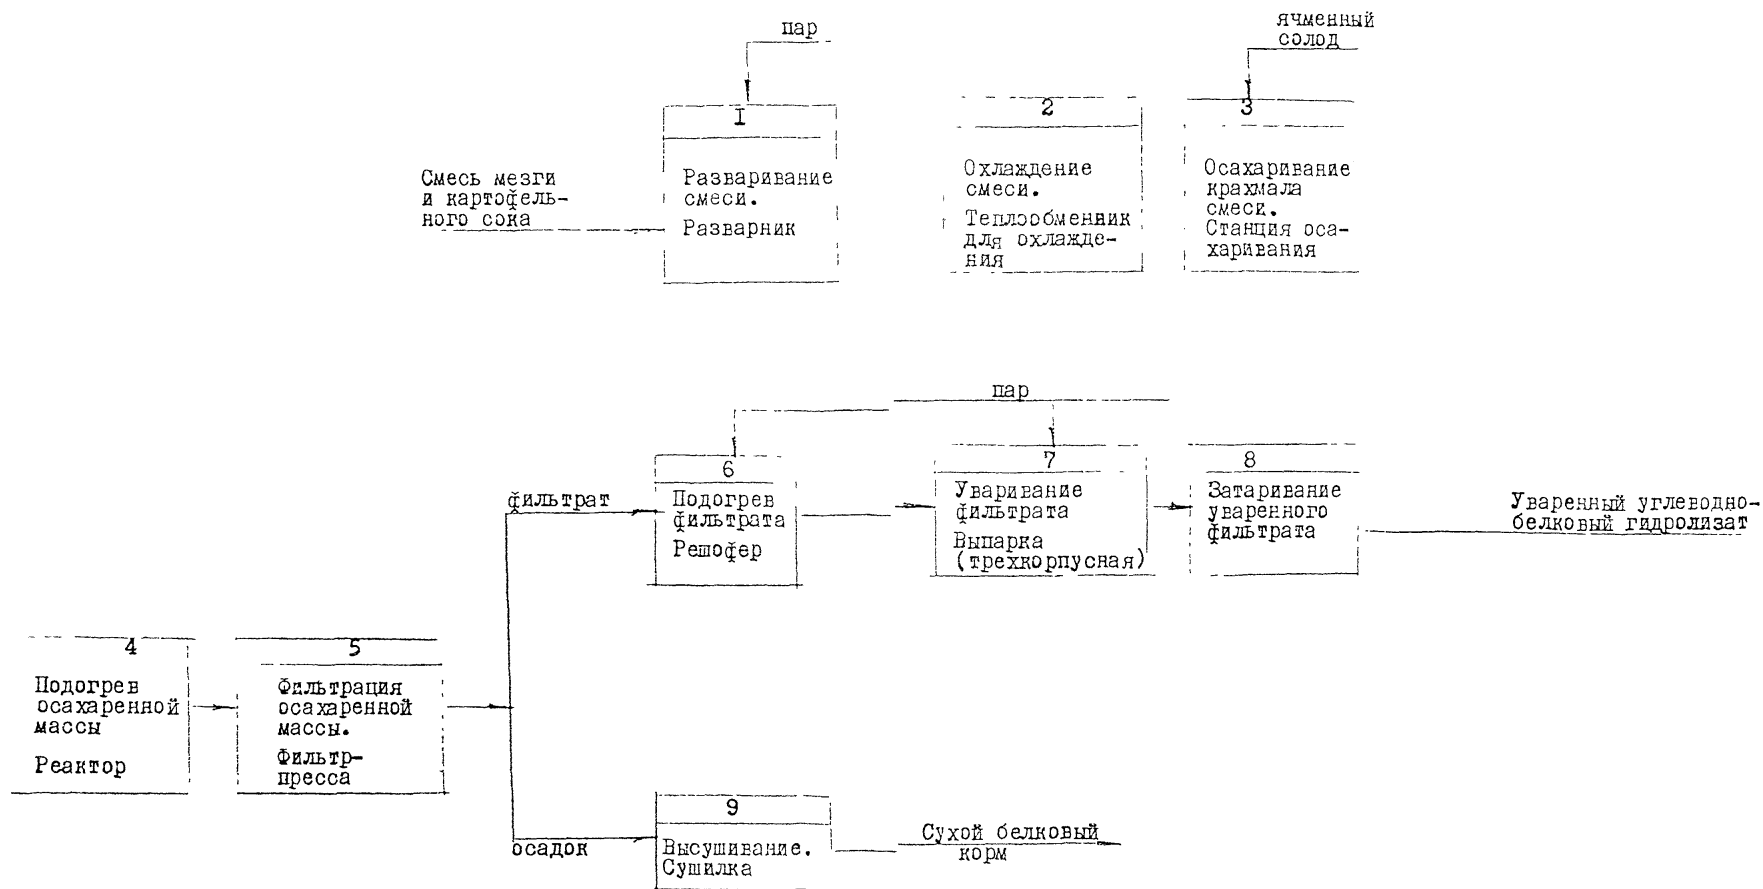 пар
ячменный
солод
I
2
3
Смесь мезги
и картофель-
ного сока
Разваривание
смеси.
Разварник
Охлаждение
смеси.
Теплообменник
для охлажде-
ния
Осахаривание
крахмала
смеси.
Станция оса-
харивания
пар
6
7
8
фильтрат
Подогрев
фильтрата
Решофер
Уваривание
фильтрата
Выпарка
(трехкорпусная)
Затаривание
уваренного
фильтрата
Уваренный углеводно-
белковый гидролизат
4
5
Подогрев
осахаренной
массы
Реактор
Фильтрация
осахаренной
массы.
Фильтр-
пресса
9
осадок
Высушивание.
Сушилка
Сухой белковый
корм